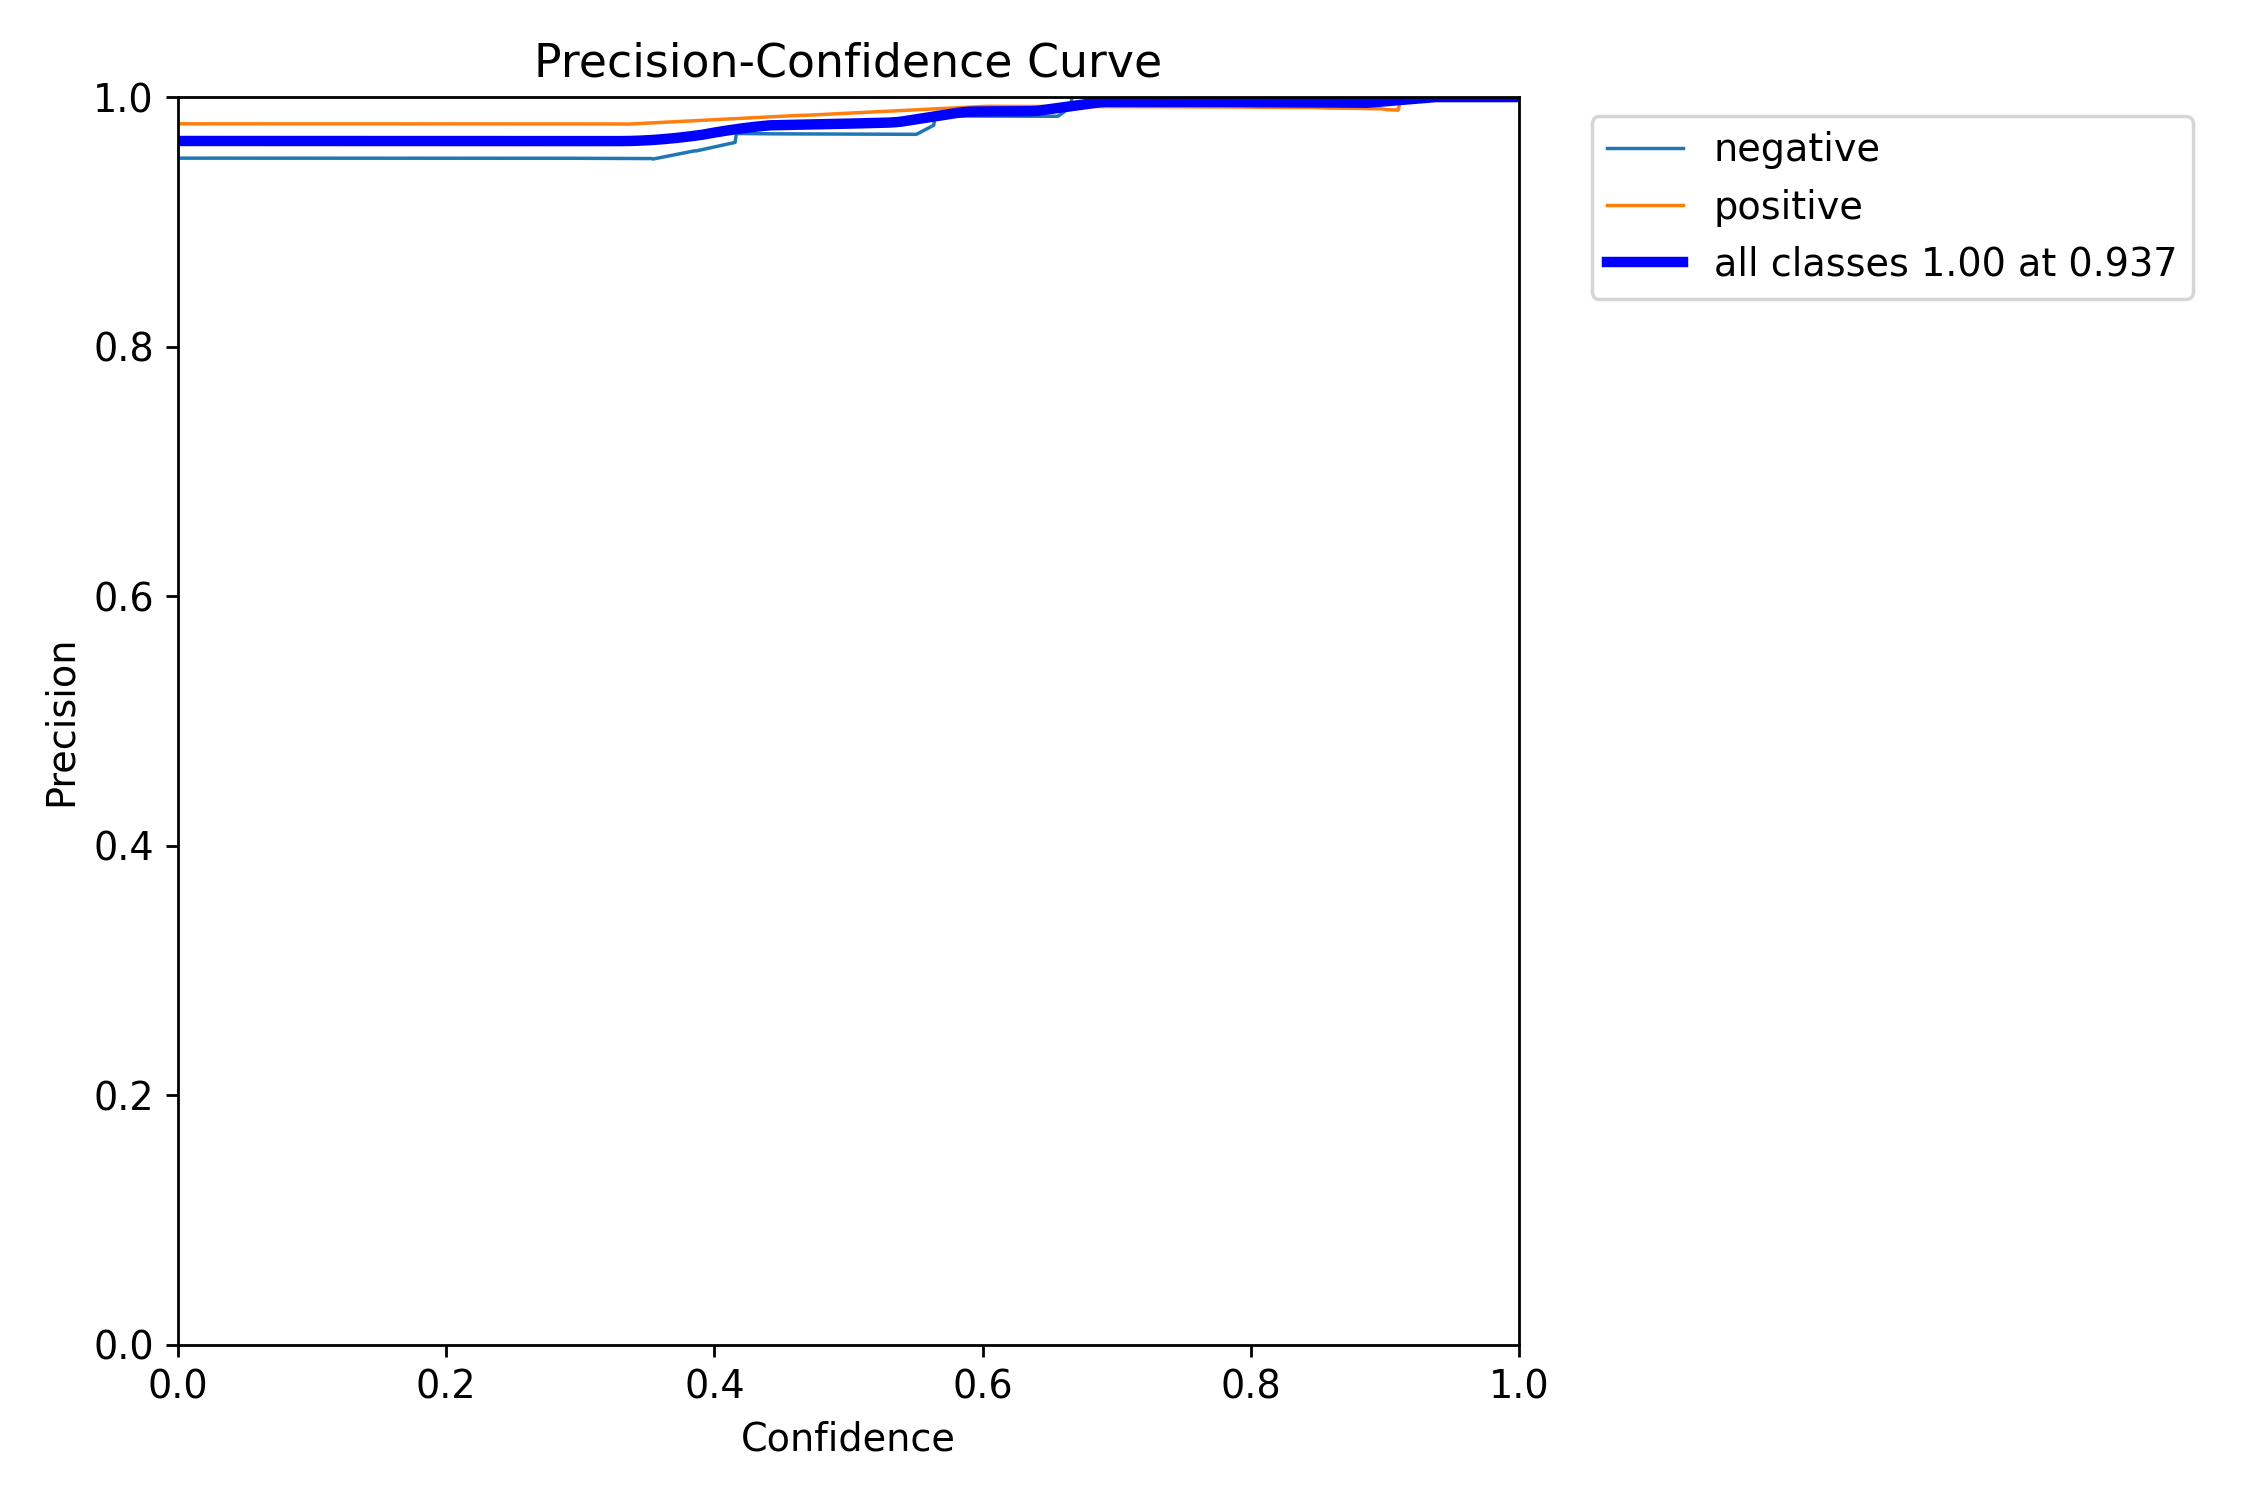 Precision-Confidence Curve
1.0
0.8
0.6
0.4
0.2
0.0
Precision
0.0 0.2 0.4 0.6 0.8 1.0
Confidence
negative
positive
all classes 1.00 at 0.937